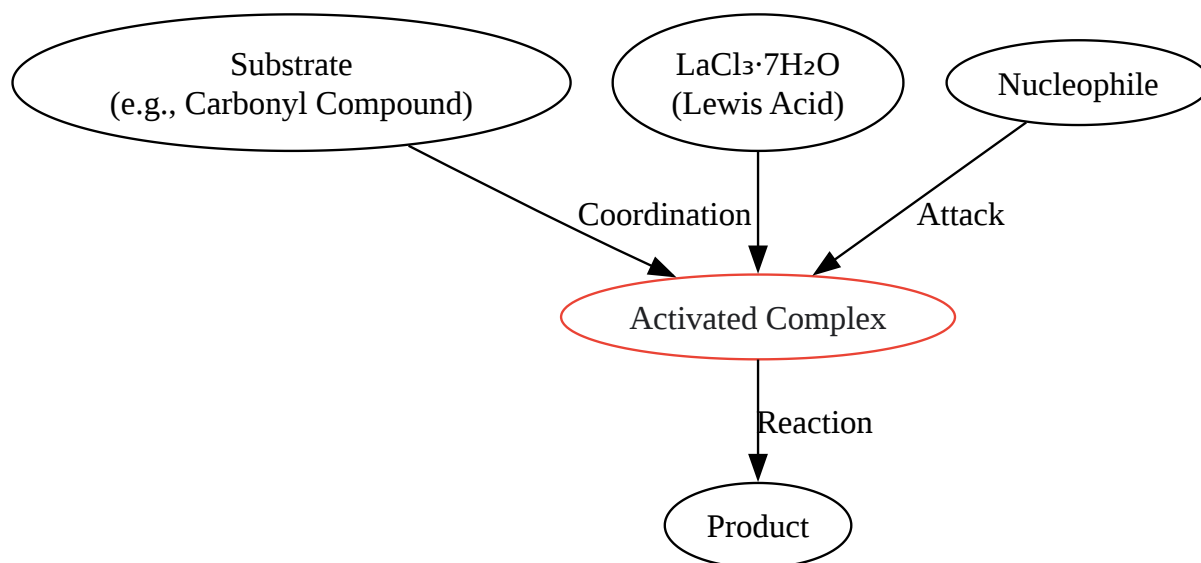 Substrate
(e.g., Carbonyl Compound)
LaCl₃·7H₂O
(Lewis Acid)
Nucleophile
Coordination
Attack
Activated Complex
Reaction
Product